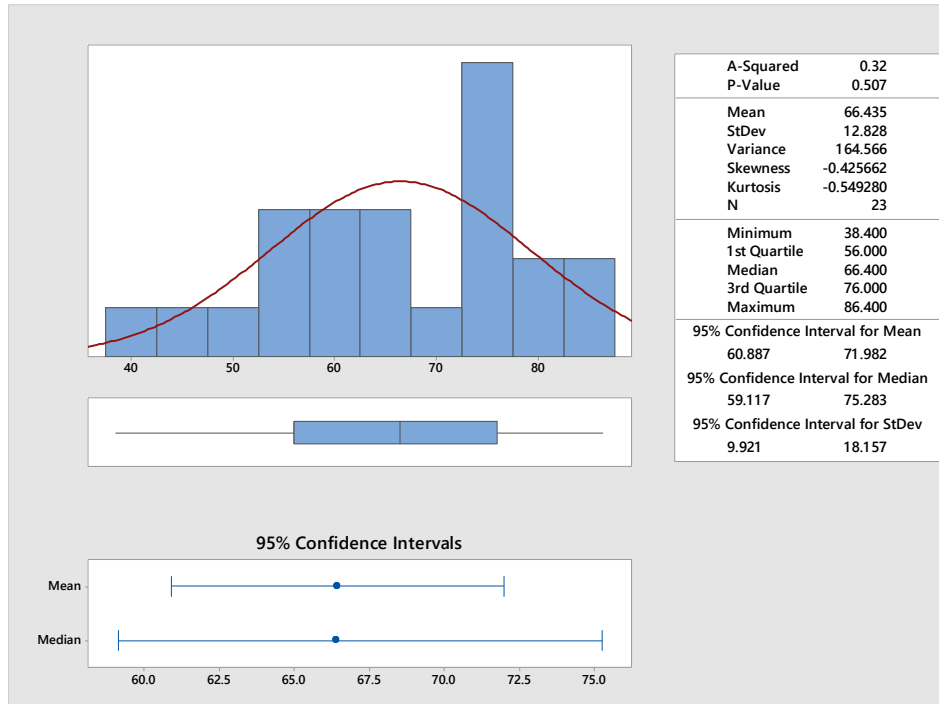 A-Squared 0.32
P-Value 0.507
Mean 66.435
StDev 12.828
Variance 164.566
Skewness -0.425662
Kurtosis -0.549280
N 23
Minimum 38.400
1st Quartile 56.000
Median 66.400
3rd Quartile 76.000
Maximum 86.400
95% Confidence Interval for Mean
60.887 71.982
95% Confidence Interval for Median
59.117 75.283
95% Confidence Interval for StDev
9.921 18.157
40 50 60 70 80
95% Confidence Intervals
Mean
Median
60.0 62.5 65.0 67.5 70.0 72.5 75.0